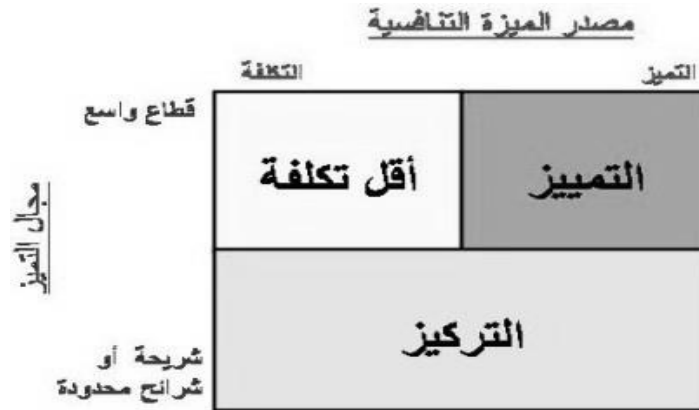 مصدر الميزة التنافسية
التميز
التكلفة
قطاع واسع
التمييز
أقل تكلفة
مجال التميز
التركيز
شريحة أو
شرائح محدودة